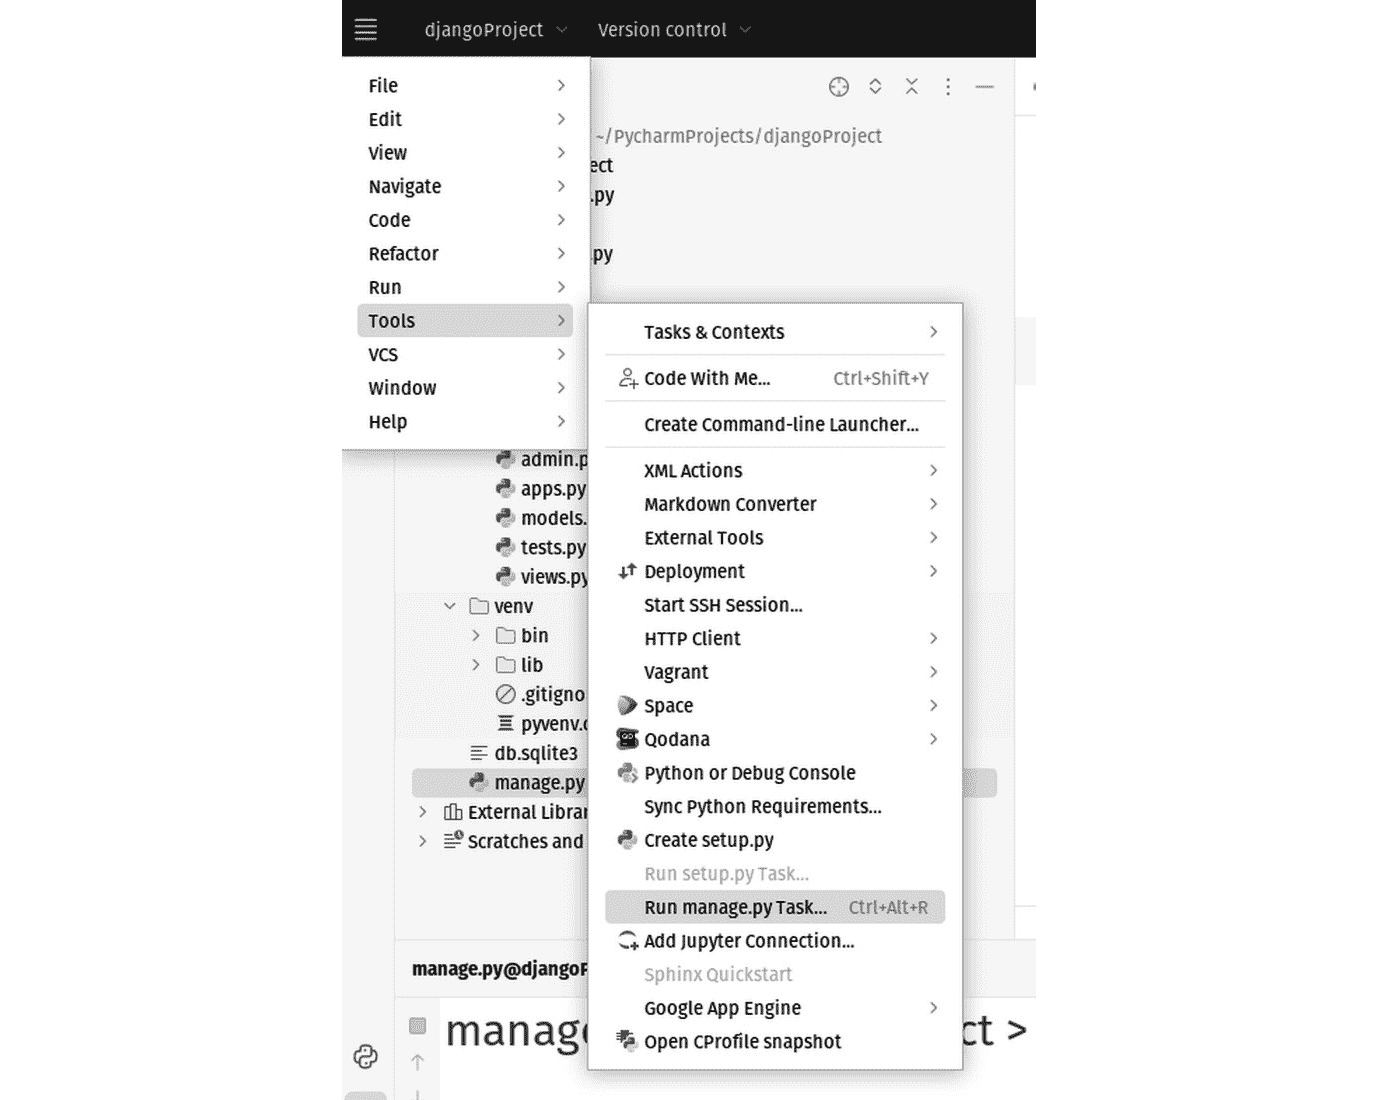 djangoProject Version control
File
Edit
View
Navigate
Code
Refactor
Run
Tools
VCS
Window
Help
~/PycharmProjects/djangoProject
ect
.py
.py
Tasks & Contexts
Code With Me... Ctrl+Shift+Y
Create Command-line Launcher...
XML Actions
Markdown Converter
External Tools
Deployment
Start SSH Session...
HTTP Client
Vagrant
Space
Qodana
Python or Debug Console
Sync Python Requirements...
Create setup.py
Run setup.py Task...
Run manage.py Task... Ctrl+Alt+R
Add Jupyter Connection...
Sphinx Quickstart
Google App Engine
Open CProfile snapshot
admin.p
apps.py
models.
tests.py
views.py
venv
bin
lib
.gitigno
pyvenv.c
db.sqlite3
manage.py
External Librar
Scratches and
manage.py@djangoP
manage ct >